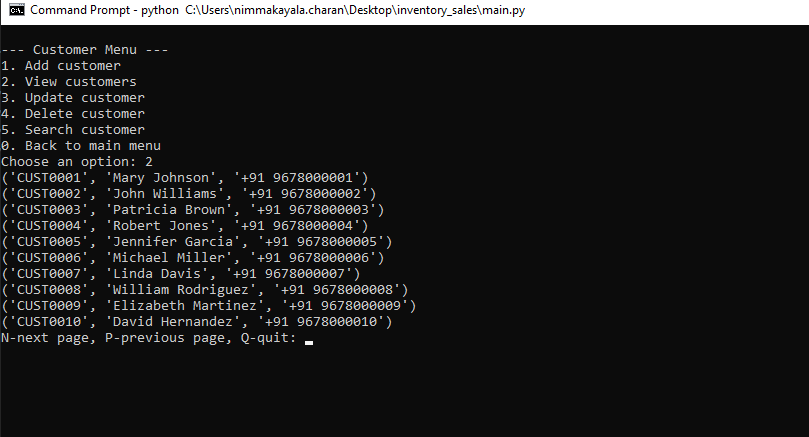 Command Prompt - python  C:\Users\nimmakayala.charan\Desktop\inventory_sales\main.py
--- Customer Menu ---
1. Add customer
2. View customers
3. Update customer
4. Delete customer
5. Search customer
0. Back to main menu
Choose an option: 2
('CUST0001', 'Mary Johnson', '+91 9678000001')
('CUST0002', 'John Williams', '+91 9678000002')
('CUST0003', 'Patricia Brown', '+91 9678000003')
('CUST0004', 'Robert Jones', '+91 9678000004')
('CUST0005', 'Jennifer Garcia', '+91 9678000005')
('CUST0006', 'Michael Miller', '+91 9678000006')
('CUST0007', 'Linda Davis', '+91 9678000007')
('CUST0008', 'William Rodriguez', '+91 9678000008')
('CUST0009', 'Elizabeth Martinez', '+91 9678000009')
('CUST0010', 'David Hernandez', '+91 9678000010')
N-next page, P-previous page, Q-quit: